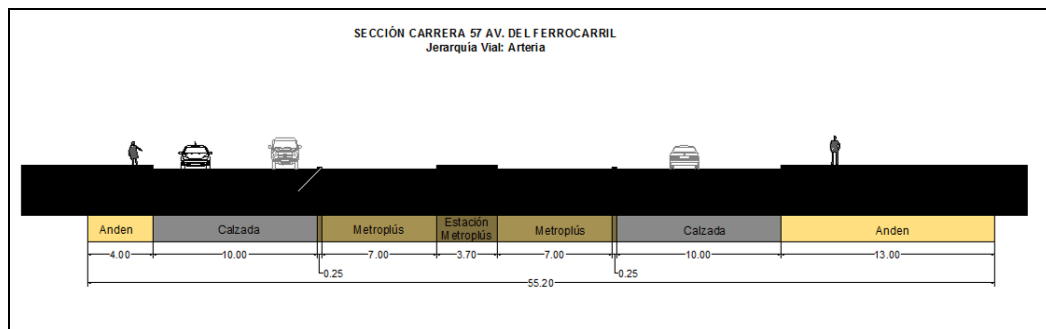 SECCIÓN CARRERA 57 AV. DEL FERROCARRIL
Jerarquía Vial: Arteria
Anden
Calzada
Metroplús
Estación
Metroplús
Metroplús
Calzada
Anden
4.00
10.00
7.00
3.70
7.00
10.00
13.00
0.25
0.25
55.20